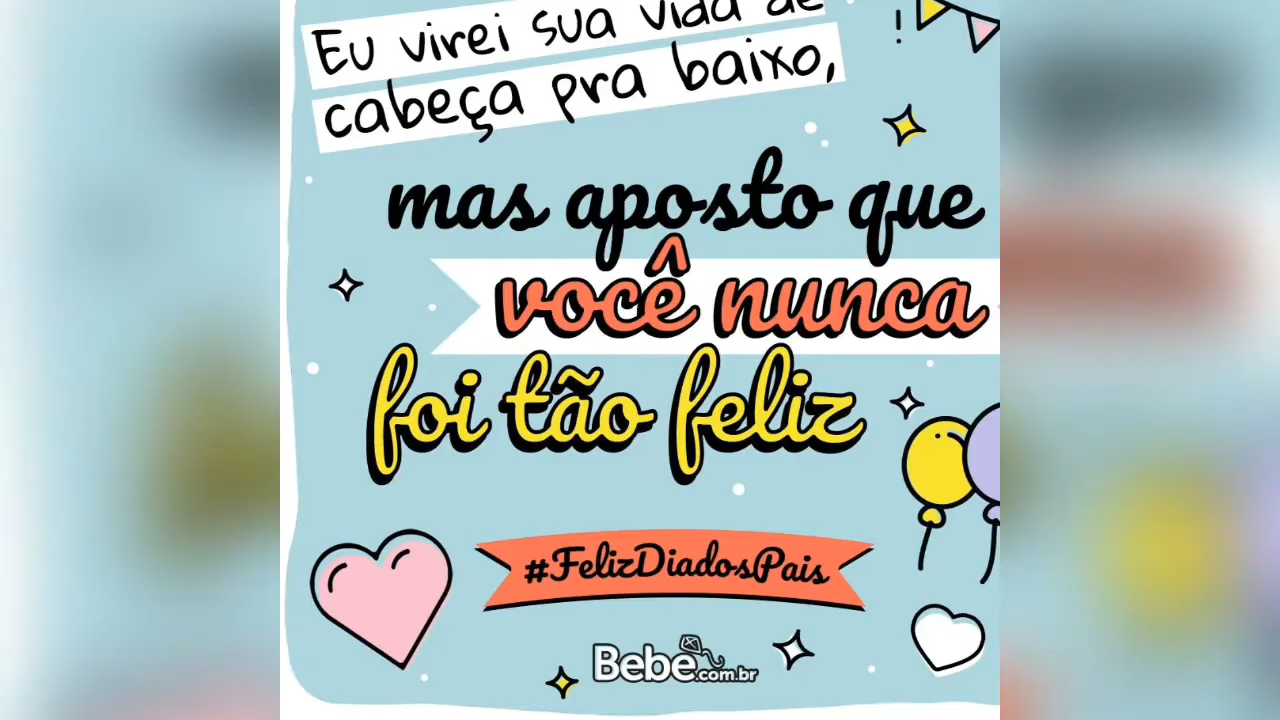 Eu virei sua vida de
cabeça pra baixo,
mas aposto que
você nunca
foi tão feliz
#FelizDiadosPais
Bebe.com.br